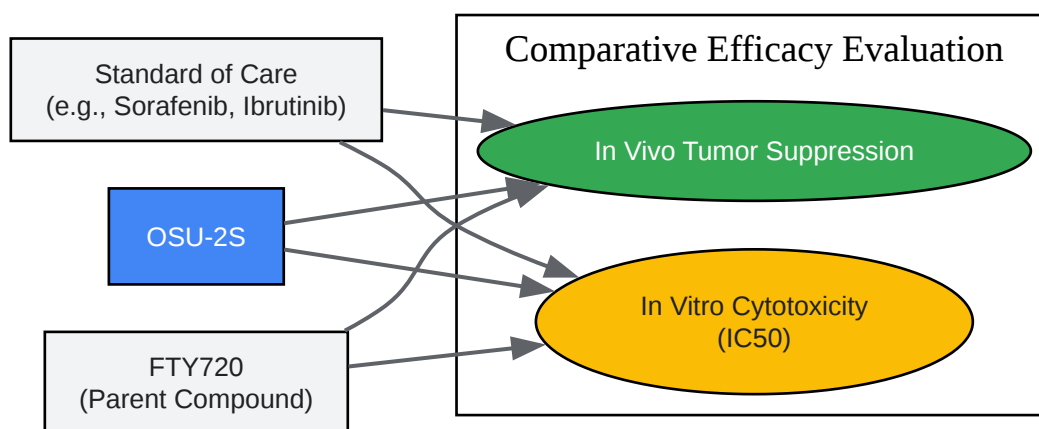 Comparative Efficacy Evaluation
Standard of Care
(e.g., Sorafenib, Ibrutinib)
In Vivo Tumor Suppression
OSU-2S
In Vitro Cytotoxicity
(IC50)
FTY720
(Parent Compound)